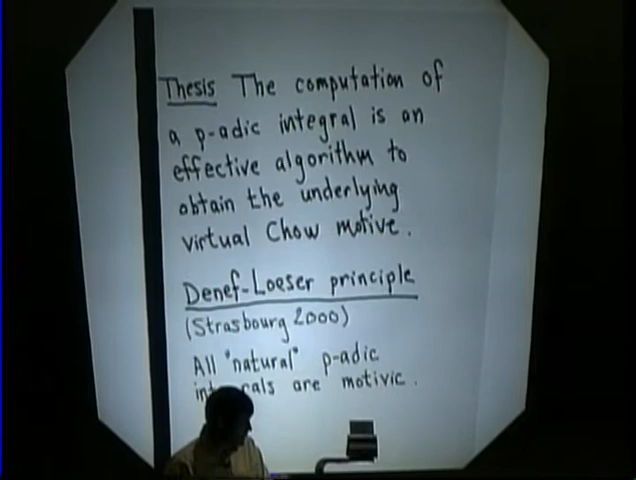 Thesis The computation of
a p-adic integral is an
effective algorithm to
obtain the underlying
virtual Chow motive.
Denef-Loeser principle
(Strasbourg 2000)
All "natural" p-adic
are motivic.